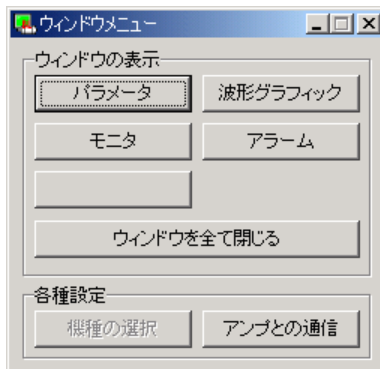 ウィンドウメニュー
ウィンドウの表示
パラメータ 波形グラフィック
モニタ アラーム
ウィンドウを全て閉じる
各種設定
機種の選択 アンプとの通信